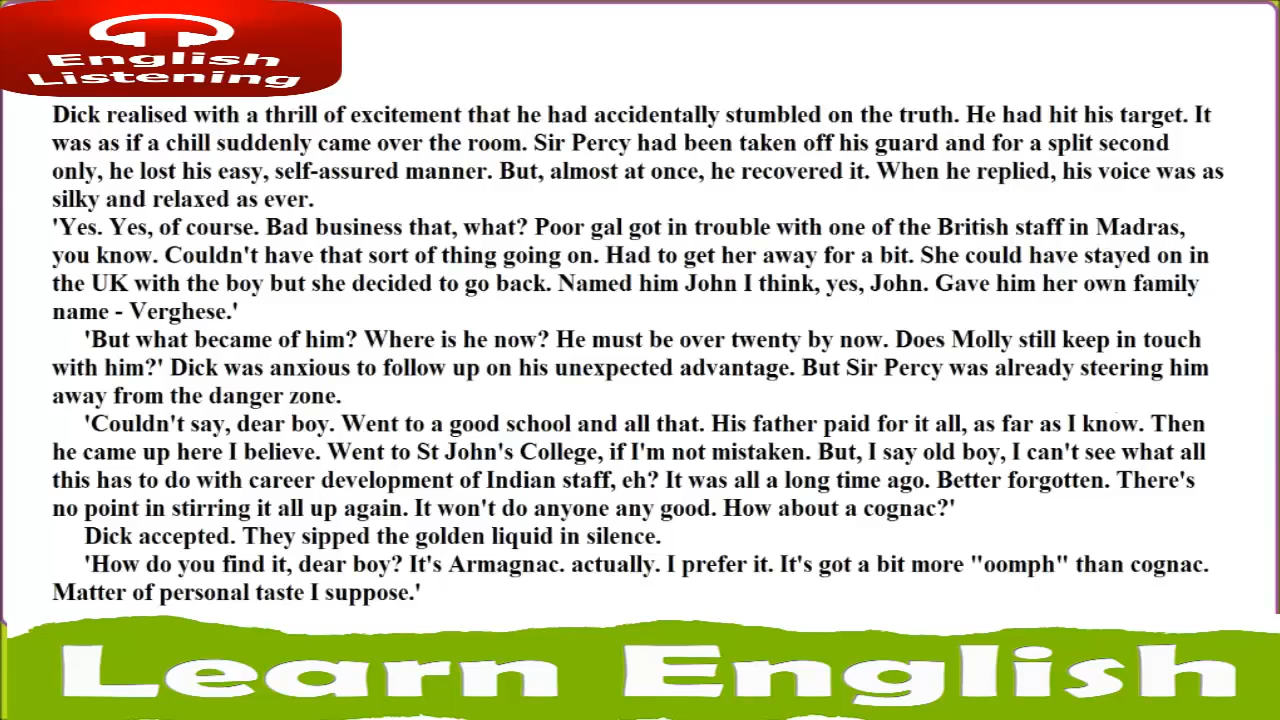 English
Listening
Dick realised with a thrill of excitement that he had accidentally stumbled on the truth. He had hit his target. It
was as if a chill suddenly came over the room. Sir Percy had been taken off his guard and for a split second
only, he lost his easy, self-assured manner. But, almost at once, he recovered it. When he replied, his voice was as
silky and relaxed as ever.
'Yes. Yes, of course. Bad business that, what? Poor gal got in trouble with one of the British staff in Madras,
you know. Couldn't have that sort of thing going on. Had to get her away for a bit. She could have stayed on in
the UK with the boy but she decided to go back. Named him John I think, yes, John. Gave him her own family
name - Verghese.'
'But what became of him? Where is he now? He must be over twenty by now. Does Molly still keep in touch
with him?' Dick was anxious to follow up on his unexpected advantage. But Sir Percy was already steering him
away from the danger zone.
'Couldn't say, dear boy. Went to a good school and all that. His father paid for it all, as far as I know. Then
he came up here I believe. Went to St John's College, if I'm not mistaken. But, I say old boy, I can't see what all
this has to do with career development of Indian staff, eh? It was all a long time ago. Better forgotten. There's
no point in stirring it all up again. It won't do anyone any good. How about a cognac?'
Dick accepted. They sipped the golden liquid in silence.
'How do you find it, dear boy? It's Armagnac. actually. I prefer it. It's got a bit more "oomph" than cognac.
Matter of personal taste I suppose.'
Learn English